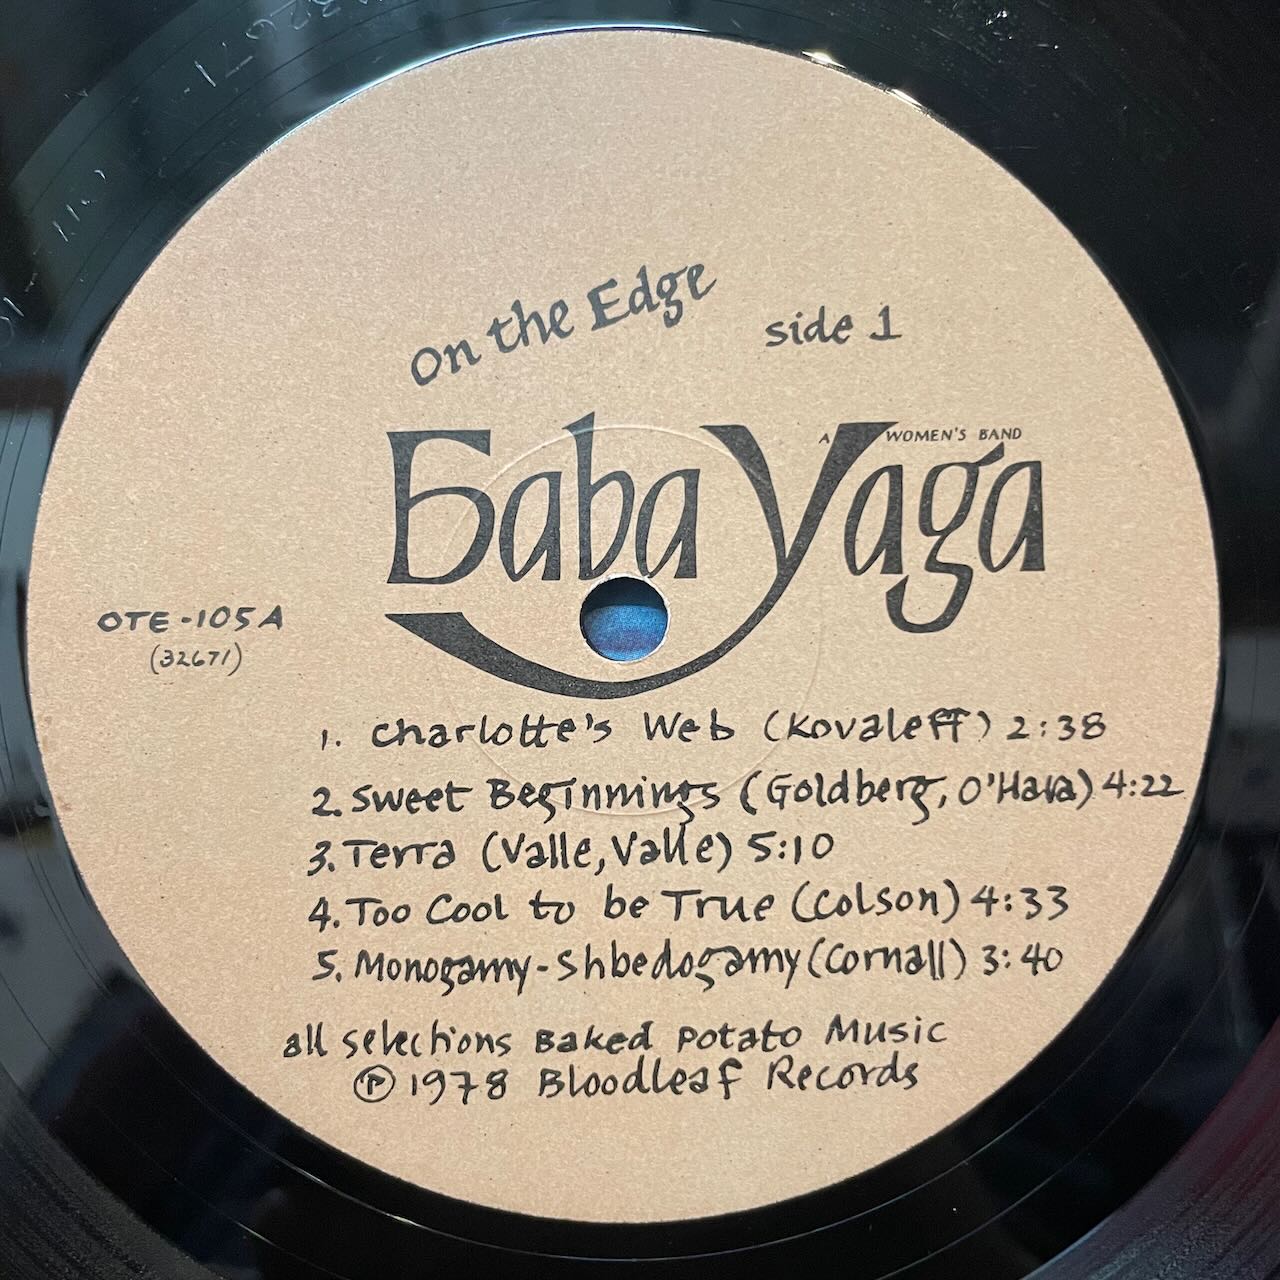 on the Edge
side 1
Baba Yaga
A WOMEN'S BAND
OTE-105A
(32671)
1. Charlotte's Web (Kovaleff) 2:38
2. Sweet Beginnings (Goldberg, O'Hara) 4:22
3. Terra (Valle, Valle) 5:10
4. Too Cool to be True (Colson) 4:33
5. Monogamy-Shbedogamy (Cornall) 3:40
all selections Baked Potato Music
℗ 1978 Bloodleaf Records